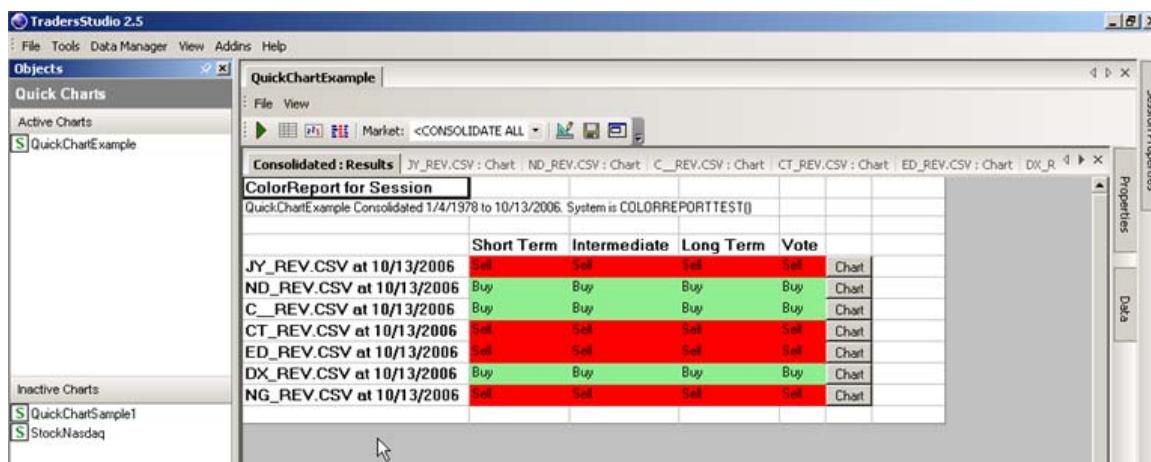 TradersStudio 2.5
File Tools Data Manager View Addins Help
Objects
Quick Charts
Active Charts
S QuickChartExample
Inactive Charts
S QuickChartSample1
S StockNasdaq
QuickChartExample
File View
Market: <CONSOLIDATE ALL
Consolidated : Results JY_REV.CSV : Chart ND_REV.CSV : Chart C__REV.CSV : Chart CT_REV.CSV : Chart ED_REV.CSV : Chart DX_R
ColorReport for Session
QuickChartExample Consolidated 1/4/1978 to 10/13/2006. System is COLORREPORTTEST()
Short Term Intermediate Long Term Vote
JY_REV.CSV at 10/13/2006 Sell Sell Sell Sell Chart
ND_REV.CSV at 10/13/2006 Buy Buy Buy Buy Chart
C__REV.CSV at 10/13/2006 Buy Buy Buy Buy Chart
CT_REV.CSV at 10/13/2006 Sell Sell Sell Sell Chart
ED_REV.CSV at 10/13/2006 Sell Sell Sell Sell Chart
DX_REV.CSV at 10/13/2006 Buy Buy Buy Buy Chart
NG_REV.CSV at 10/13/2006 Sell Sell Sell Sell Chart
Properties
Data